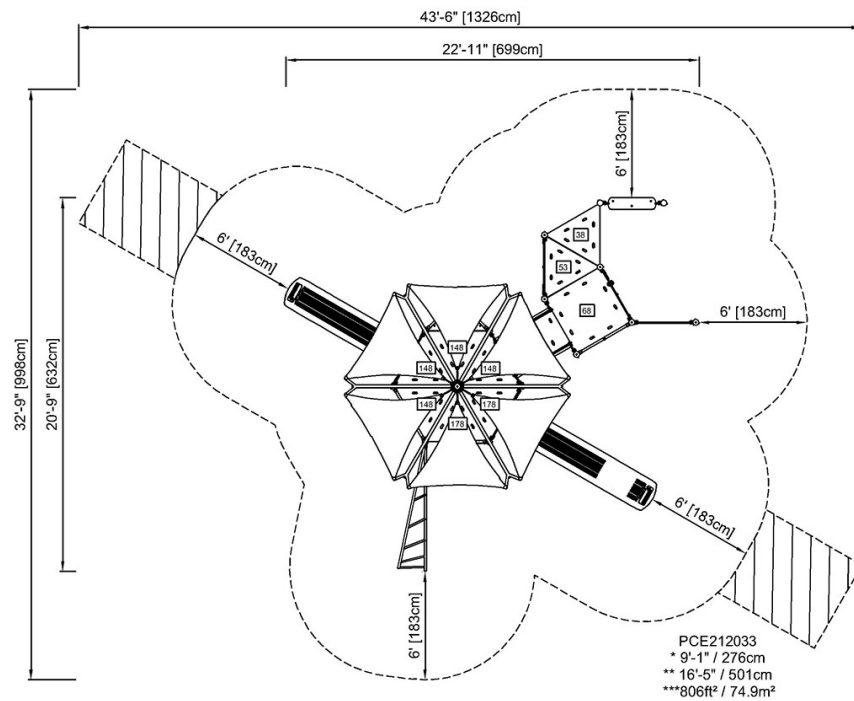 43'-6" [1326cm]
22'-11" [699cm]
32'-9" [998cm]
20'-9" [632cm]
6' [183cm]
6' [183cm]
38
53
68
6' [183cm]
148
148
148
148
178
178
6' [183cm]
6' [183cm]
PCE212033
* 9'-1" / 276cm
** 16'-5" / 501cm
***806ft² / 74.9m²